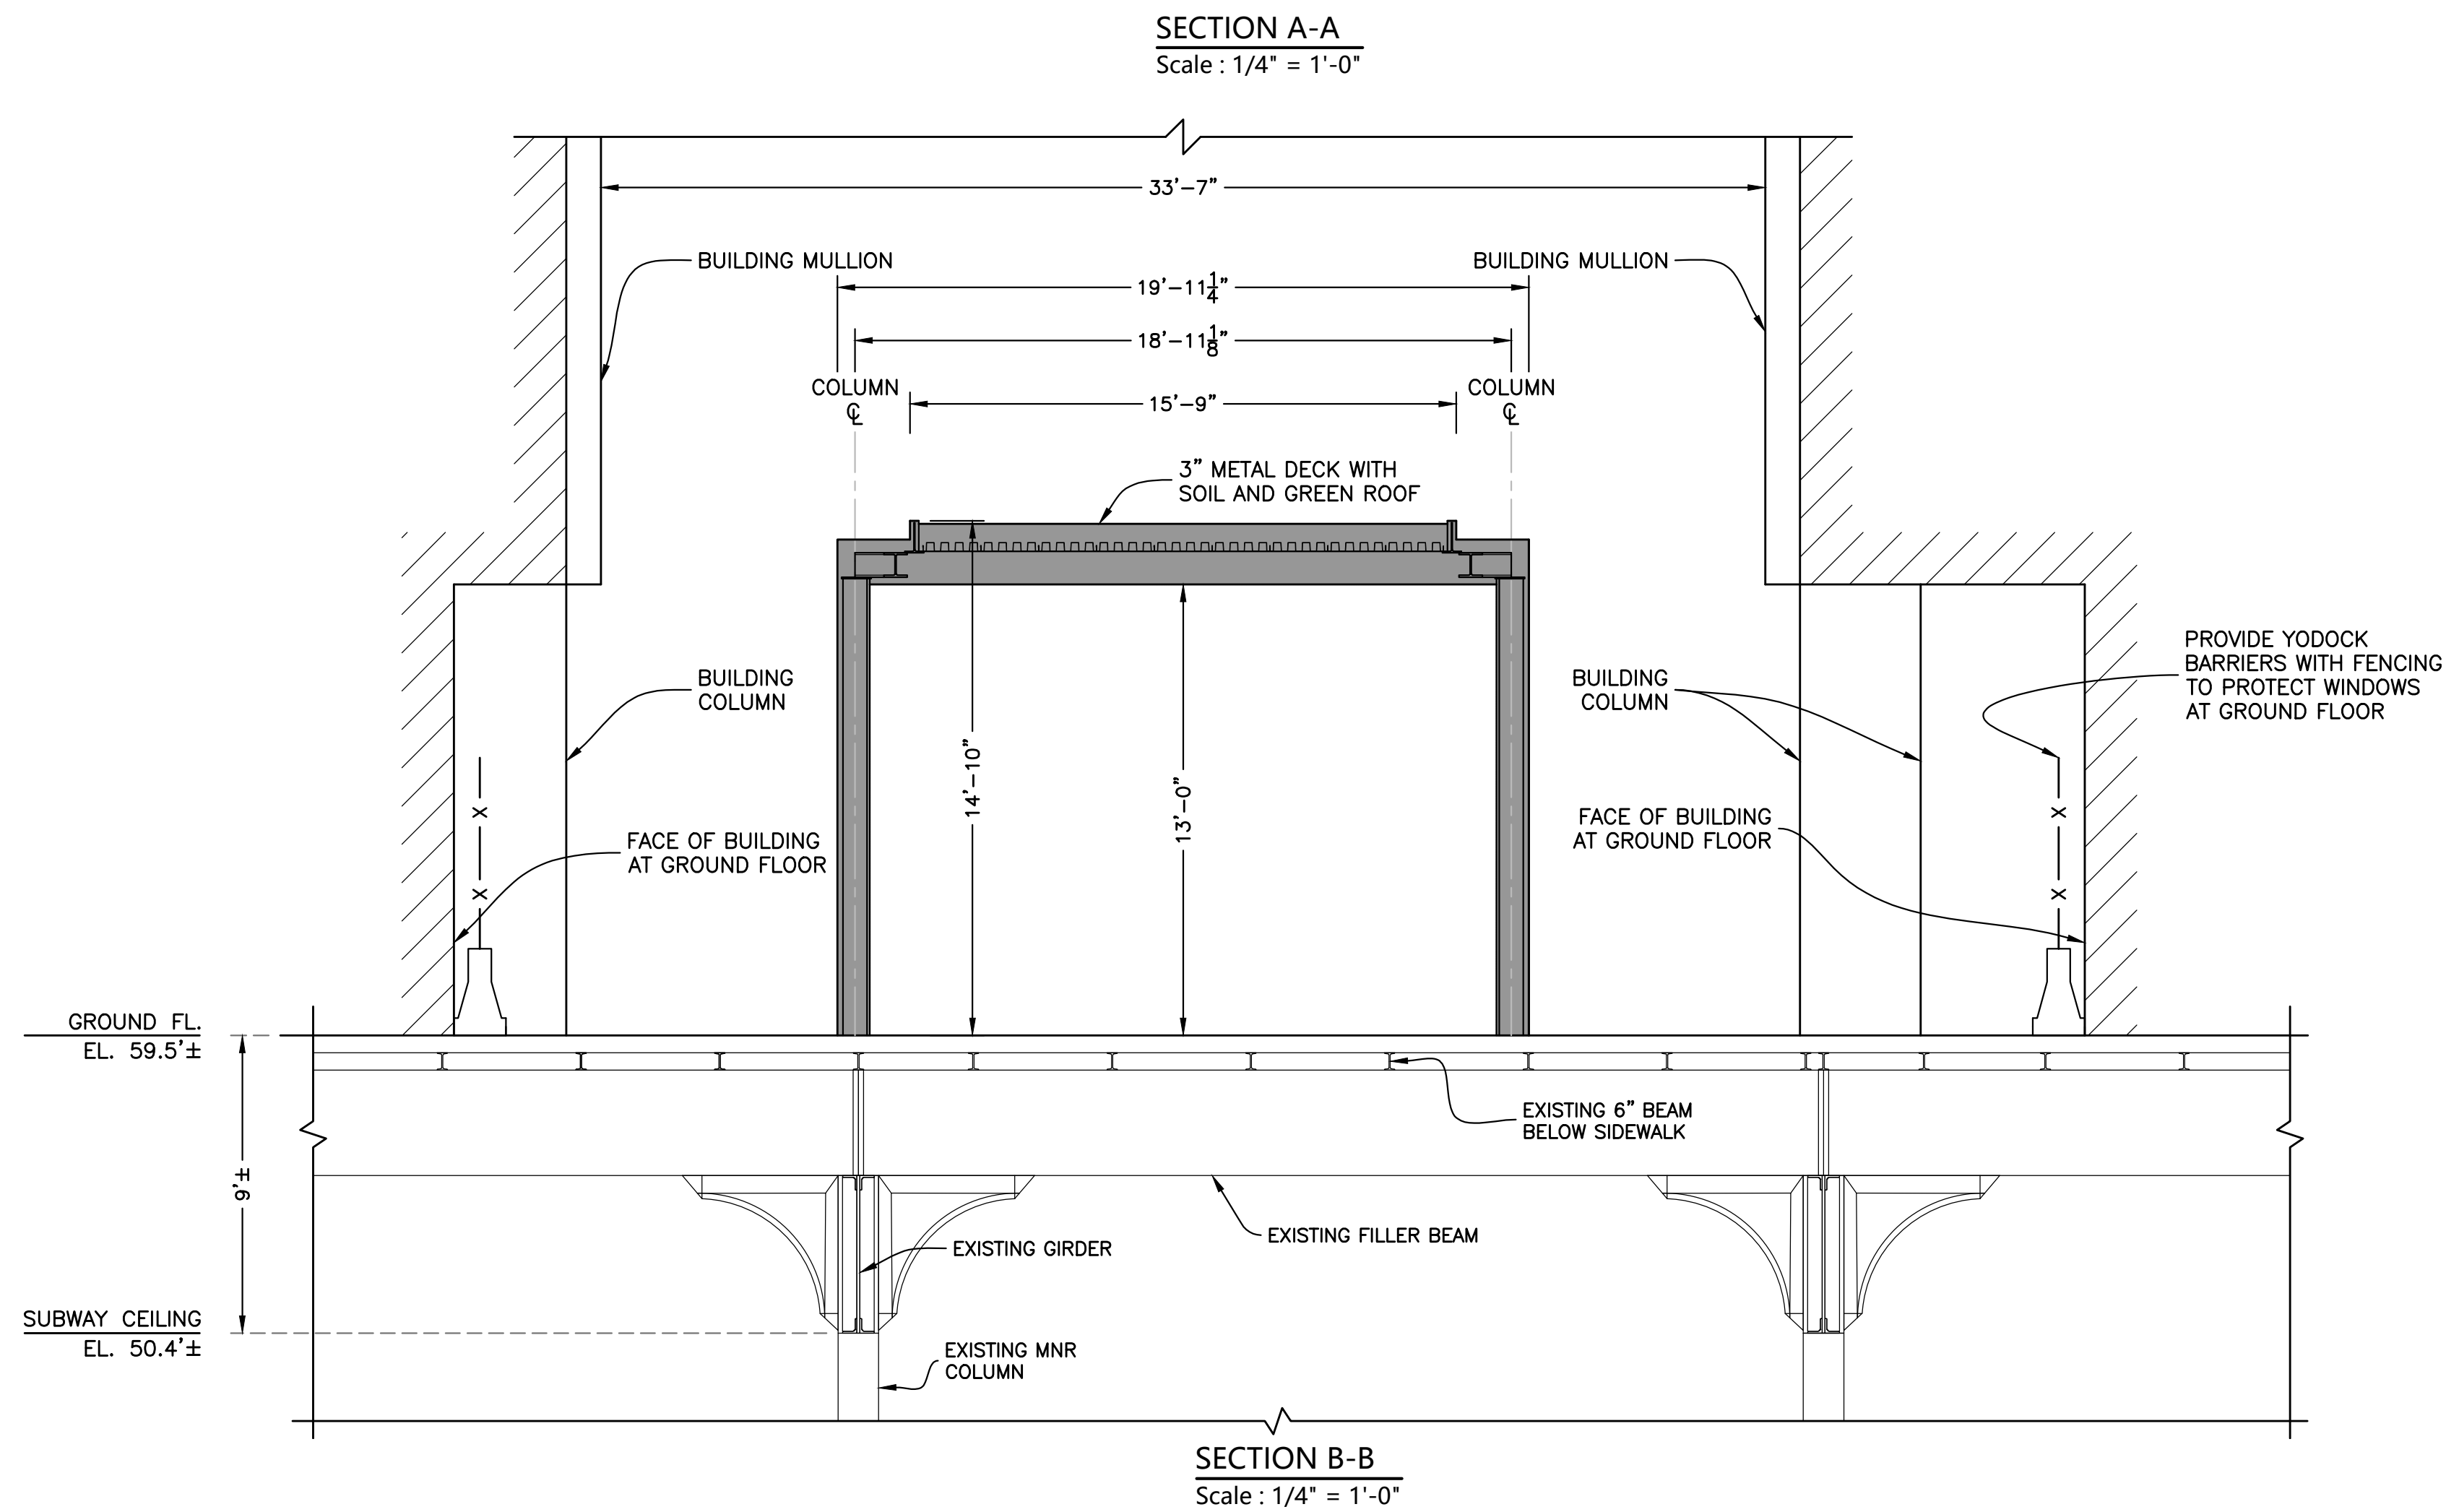 SECTION A-A
Scale : 1/4" = 1'-0"
33'-7"
BUILDING MULLION
BUILDING MULLION
19'-11 1/4"
18'-11 1/8"
COLUMN
℄
COLUMN
℄
15'-9"
3" METAL DECK WITH
SOIL AND GREEN ROOF
PROVIDE YODOCK
BARRIERS WITH FENCING
TO PROTECT WINDOWS
AT GROUND FLOOR
BUILDING
COLUMN
BUILDING
COLUMN
14'-10"
13'-0"
X
X
X
X
FACE OF BUILDING
AT GROUND FLOOR
FACE OF BUILDING
AT GROUND FLOOR
GROUND FL.
EL. 59.5'±
EXISTING 6" BEAM
BELOW SIDEWALK
9'±
EXISTING FILLER BEAM
EXISTING GIRDER
SUBWAY CEILING
EL. 50.4'±
EXISTING MNR
COLUMN
SECTION B-B
Scale : 1/4" = 1'-0"